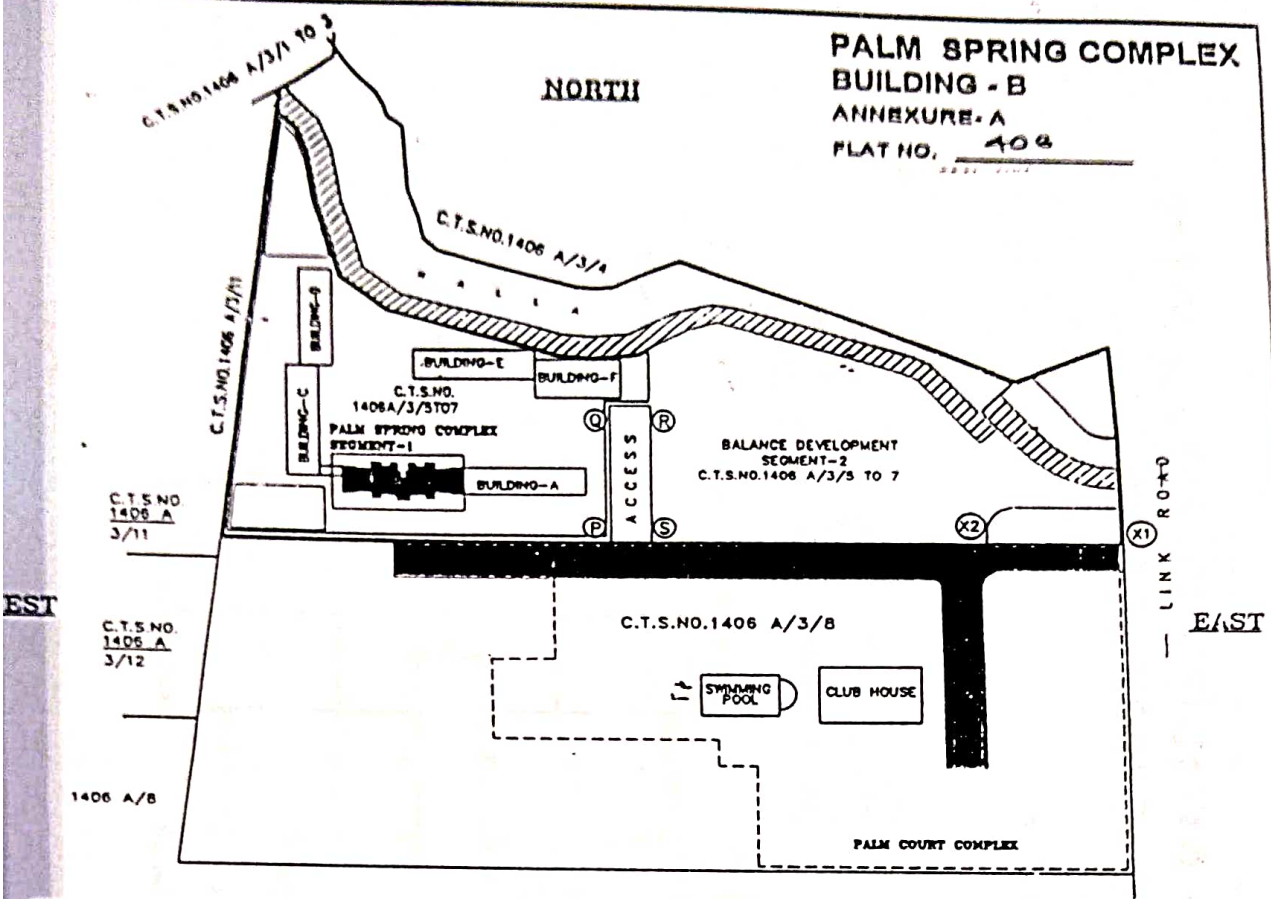 PALM SPRING COMPLEX
BUILDING - B
ANNEXURE- A
FLAT NO.
NORTH
C.T.S.NO.1406 A/3/1 TO 3
C.T.S.NO.1406 A/3/4
NALLA
C.T.S.NO.1406 A/3/11
BUILDING-D
BUILDING-C
BUILDING-E
BUILDING-F
C.T.S.NO.
1406A/3/5TO7
PALM SPRING COMPLEX
SEGMENT-1
BUILDING-A
Q
R
ACCESS
P
S
BALANCE DEVELOPMENT
SEGMENT-2
C.T.S.NO.1406 A/3/5 TO 7
X2
X1
LINK ROAD
C.T.S.NO.
1406 A
3/11
EST
EAST
C.T.S.NO.
1406 A
3/12
C.T.S.NO.1406 A/3/8
SWIMMING
POOL
CLUB HOUSE
1406 A/8
PALM COURT COMPLEX